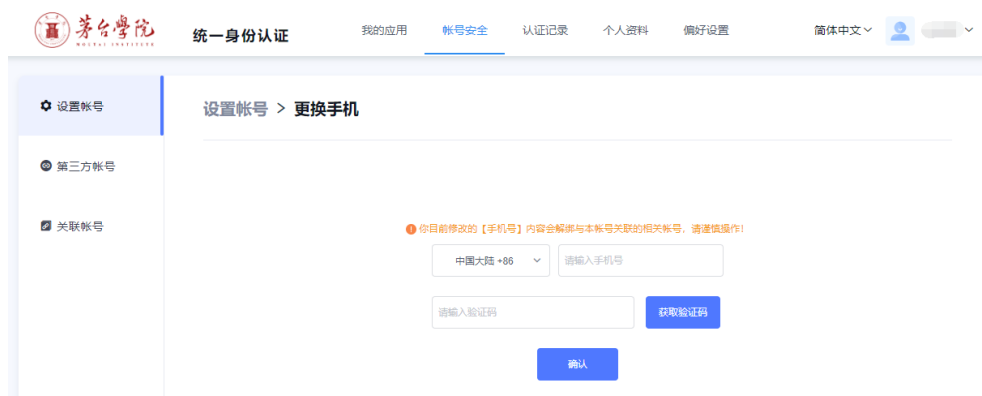 茅台學院
MOUTAI INSTITUTE
统一身份认证
我的应用 帐号安全 认证记录 个人资料 偏好设置 简体中文
设置帐号
设置帐号 > 更换手机
第三方帐号
关联帐号
你目前修改的【手机号】内容会解绑与本帐号关联的相关帐号，请谨慎操作!
中国大陆 +86 请输入手机号
请输入验证码 获取验证码
确认